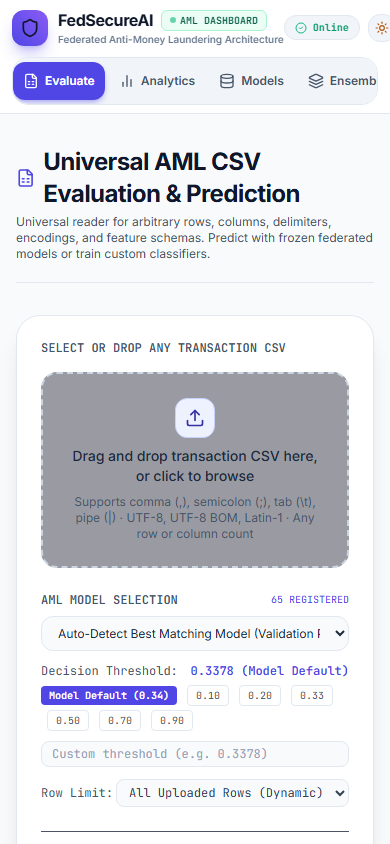 FedSecureAI
AML DASHBOARD
Federated Anti-Money Laundering Architecture
Online
Evaluate
Analytics
Models
Ensemb
Universal AML CSV
Evaluation & Prediction
Universal reader for arbitrary rows, columns, delimiters,
encodings, and feature schemas. Predict with frozen federated
models or train custom classifiers.
SELECT OR DROP ANY TRANSACTION CSV
Drag and drop transaction CSV here,
or click to browse
Supports comma (,), semicolon (;), tab (\t),
pipe (|) · UTF-8, UTF-8 BOM, Latin-1 · Any
row or column count
AML MODEL SELECTION
65 REGISTERED
Auto-Detect Best Matching Model (Validation F
Decision Threshold: 0.3378 (Model Default)
Model Default (0.34) 0.10 0.20 0.33
0.50 0.70 0.90
Custom threshold (e.g. 0.3378)
Row Limit: All Uploaded Rows (Dynamic)